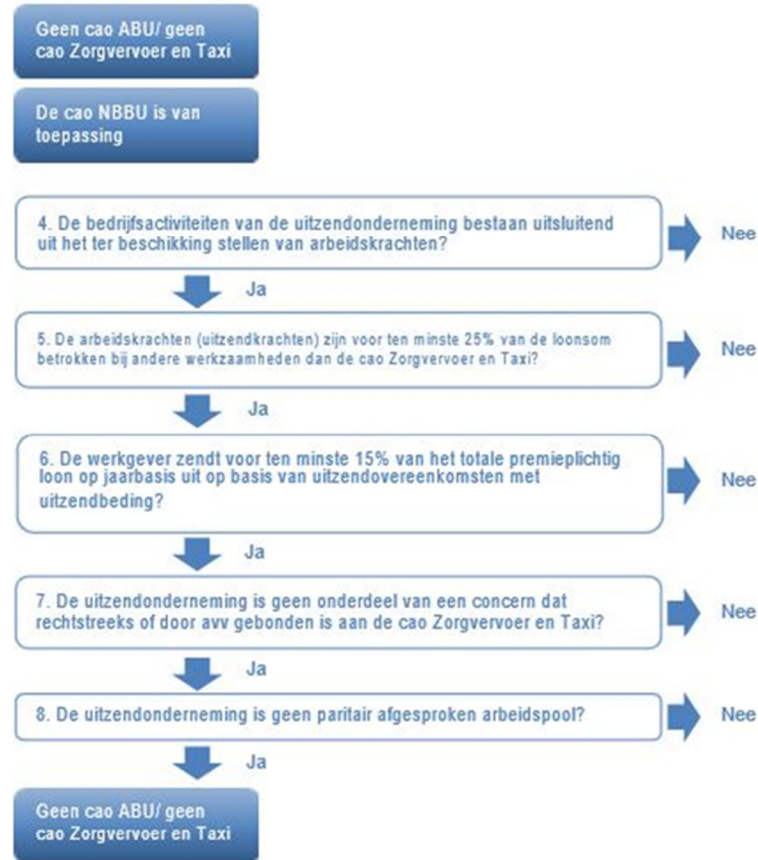 Geen cao ABU/ geen
cao Zorgvervoer en Taxi
De cao NBBU is van
toepassing
4. De bedrijfsactiviteiten van de uitzendonderneming bestaan uitsluitend
uit het ter beschikking stellen van arbeidskrachten?
Nee
Ja
5. De arbeidskrachten (uitzendkrachten) zijn voor ten minste 25% van de loonsom
betrokken bij andere werkzaamheden dan de cao Zorgvervoer en Taxi?
Nee
Ja
6. De werkgever zendt voor ten minste 15% van het totale premieplichtig
loon op jaarbasis uit op basis van uitzendovereenkomsten met
uitzendbeding?
Nee
Ja
7. De uitzendonderneming is geen onderdeel van een concern dat
rechtstreeks of door avv gebonden is aan de cao Zorgvervoer en Taxi?
Nee
Ja
8. De uitzendonderneming is geen paritair afgesproken arbeidspool?
Nee
Ja
Geen cao ABU/ geen
cao Zorgvervoer en Taxi